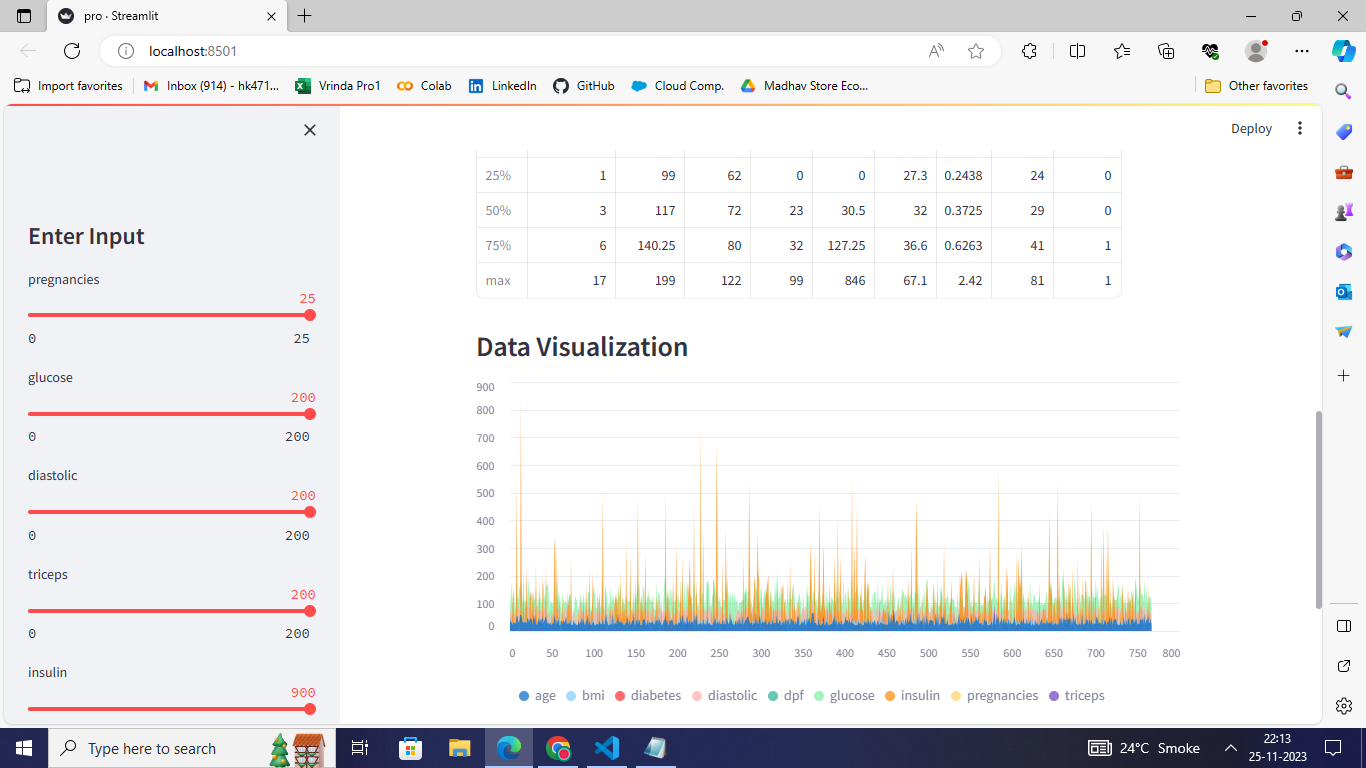 pro · Streamlit
localhost:8501
Import favorites
Inbox (914) - hk471...
Vrinda Pro1
Colab
LinkedIn
GitHub
Cloud Comp.
Madhav Store Eco...
Other favorites
Deploy
Enter Input
pregnancies
25
0 25
glucose
200
0 200
diastolic
200
0 200
triceps
200
0 200
insulin
900
25% 1 99 62 0 0 27.3 0.2438 24 0
50% 3 117 72 23 30.5 32 0.3725 29 0
75% 6 140.25 80 32 127.25 36.6 0.6263 41 1
max 17 199 122 99 846 67.1 2.42 81 1
Data Visualization
900
800
700
600
500
400
300
200
100
0
0 50 100 150 200 250 300 350 400 450 500 550 600 650 700 750 800
age bmi diabetes diastolic dpf glucose insulin pregnancies triceps
Type here to search
24°C Smoke
22:13
25-11-2023